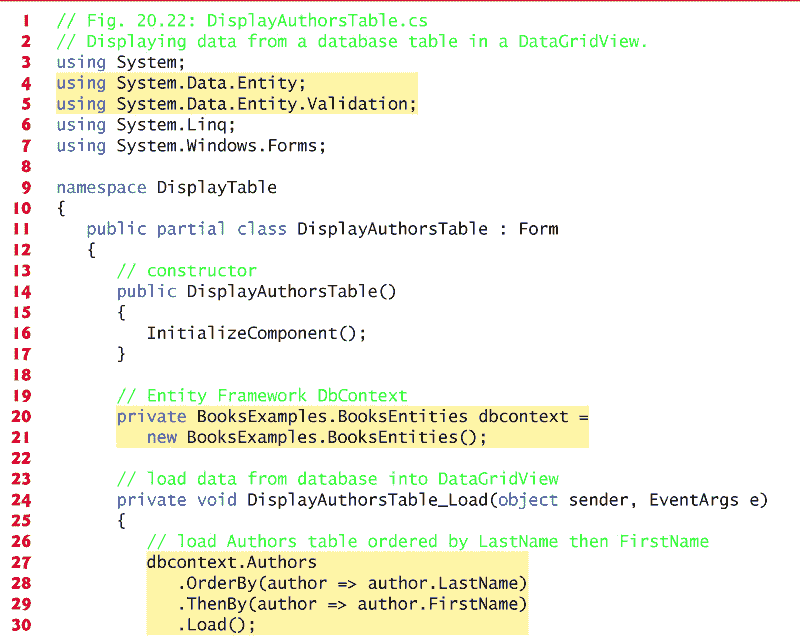 1 // Fig. 20.22: DisplayAuthorsTable.cs
2 // Displaying data from a database table in a DataGridView.
3 using System;
4 using System.Data.Entity;
5 using System.Data.Entity.Validation;
6 using System.Linq;
7 using System.Windows.Forms;
8
9 namespace DisplayTable
10 {
11 public partial class DisplayAuthorsTable : Form
12 {
13 // constructor
14 public DisplayAuthorsTable()
15 {
16 InitializeComponent();
17 }
18
19 // Entity Framework DbContext
20 private BooksExamples.BooksEntities dbcontext =
21 new BooksExamples.BooksEntities();
22
23 // load data from database into DataGridView
24 private void DisplayAuthorsTable_Load(object sender, EventArgs e)
25 {
26 // load Authors table ordered by LastName then FirstName
27 dbcontext.Authors
28 .OrderBy(author => author.LastName)
29 .ThenBy(author => author.FirstName)
30 .Load();